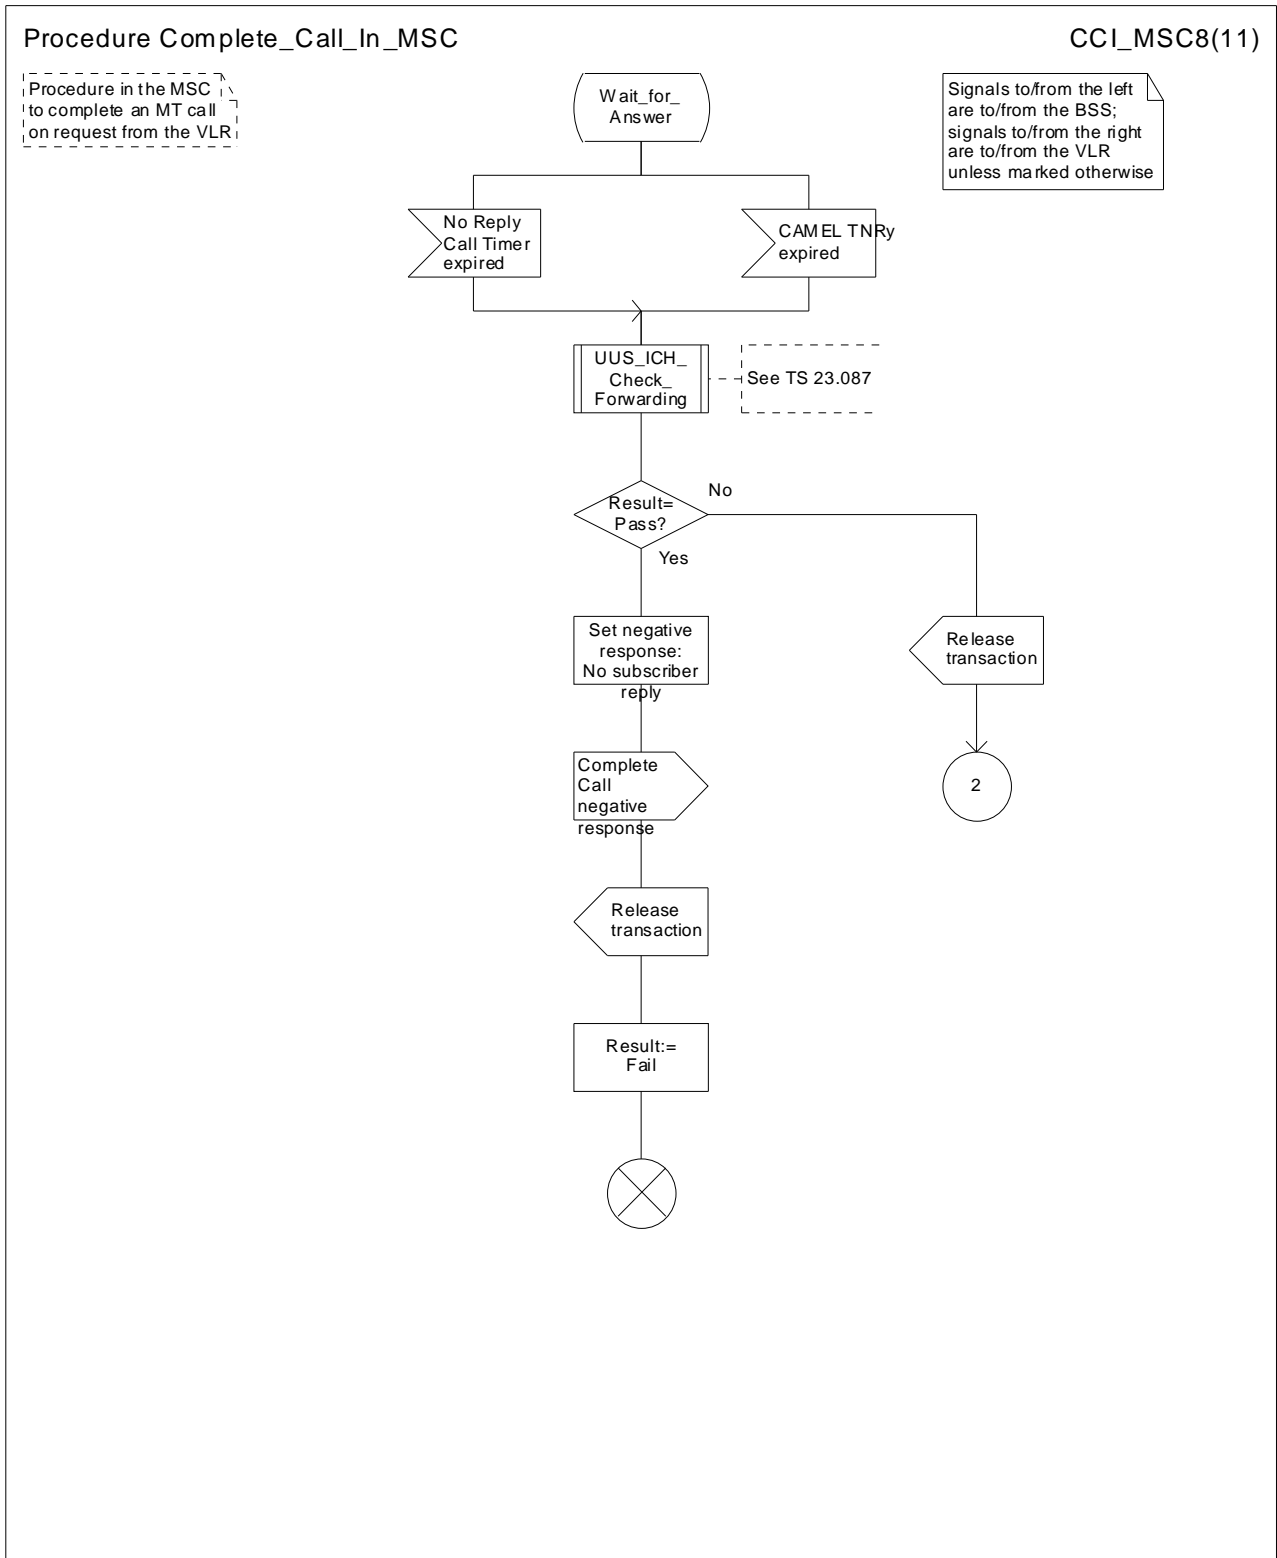 Procedure Complete_Call_In_MSC
CCI_MSC8(11)
Procedure in the MSC
to complete an MT call
on request from the VLR
Wait_for_
Answer
Signals to/from the left
are to/from the BSS;
signals to/from the right
are to/from the VLR
unless marked otherwise
No Reply
Call Timer
expired
CAMEL TNRy
expired
UUS_ICH_
Check_
Forwarding
See TS 23.087
Result=
Pass?
No
Yes
Set negative
response:
No subscriber
reply
Release
transaction
Complete
Call
negative
response
2
Release
transaction
Result:=
Fail